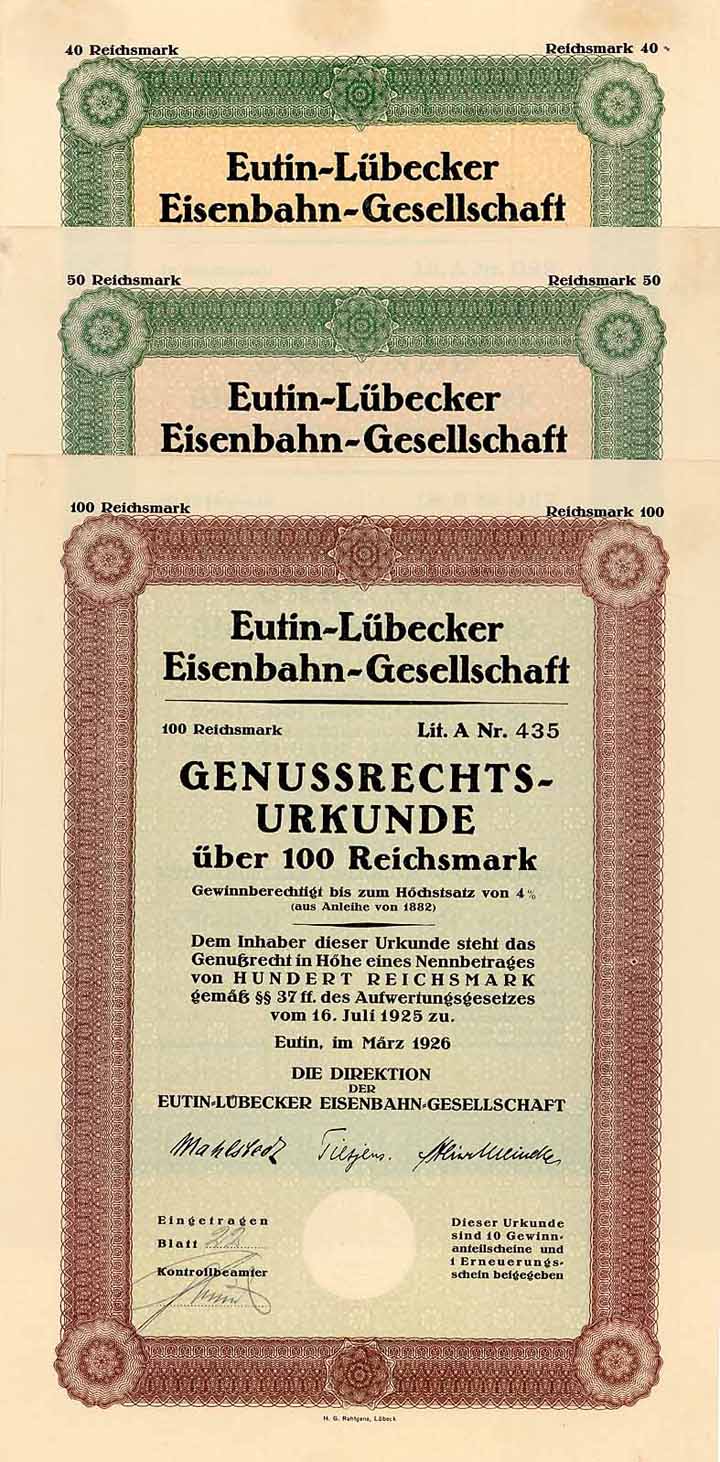 40 Reichsmark Reichsmark 40
Eutin-Lübecker
Eisenbahn-Gesellschaft
50 Reichsmark Reichsmark 50
Eutin-Lübecker
Eisenbahn-Gesellschaft
100 Reichsmark Reichsmark 100
Eutin-Lübecker
Eisenbahn-Gesellschaft
100 Reichsmark Lit. A Nr. 435
GENUSSRECHTS-
URKUNDE
über 100 Reichsmark
Gewinnberechtigt bis zum Höchstsatz von 4%
(aus Anleihe von 1882)
Dem Inhaber dieser Urkunde steht das
Genußrecht in Höhe eines Nennbetrages
von HUNDERT REICHSMARK
gemäß §§ 37 ff. des Aufwertungsgesetzes
vom 16. Juli 1925 zu.
Eutin, im März 1926
DIE DIREKTION
DER
EUTIN-LÜBECKER EISENBAHN-GESELLSCHAFT
Mahlstedt Tietjens.
Eingetragen
Blatt 22
Kontrollbeamter
Dieser Urkunde
sind 10 Gewinn-
anteilscheine und
1 Erneuerungs-
schein beigegeben
H. G. Rahtgens, Lübeck